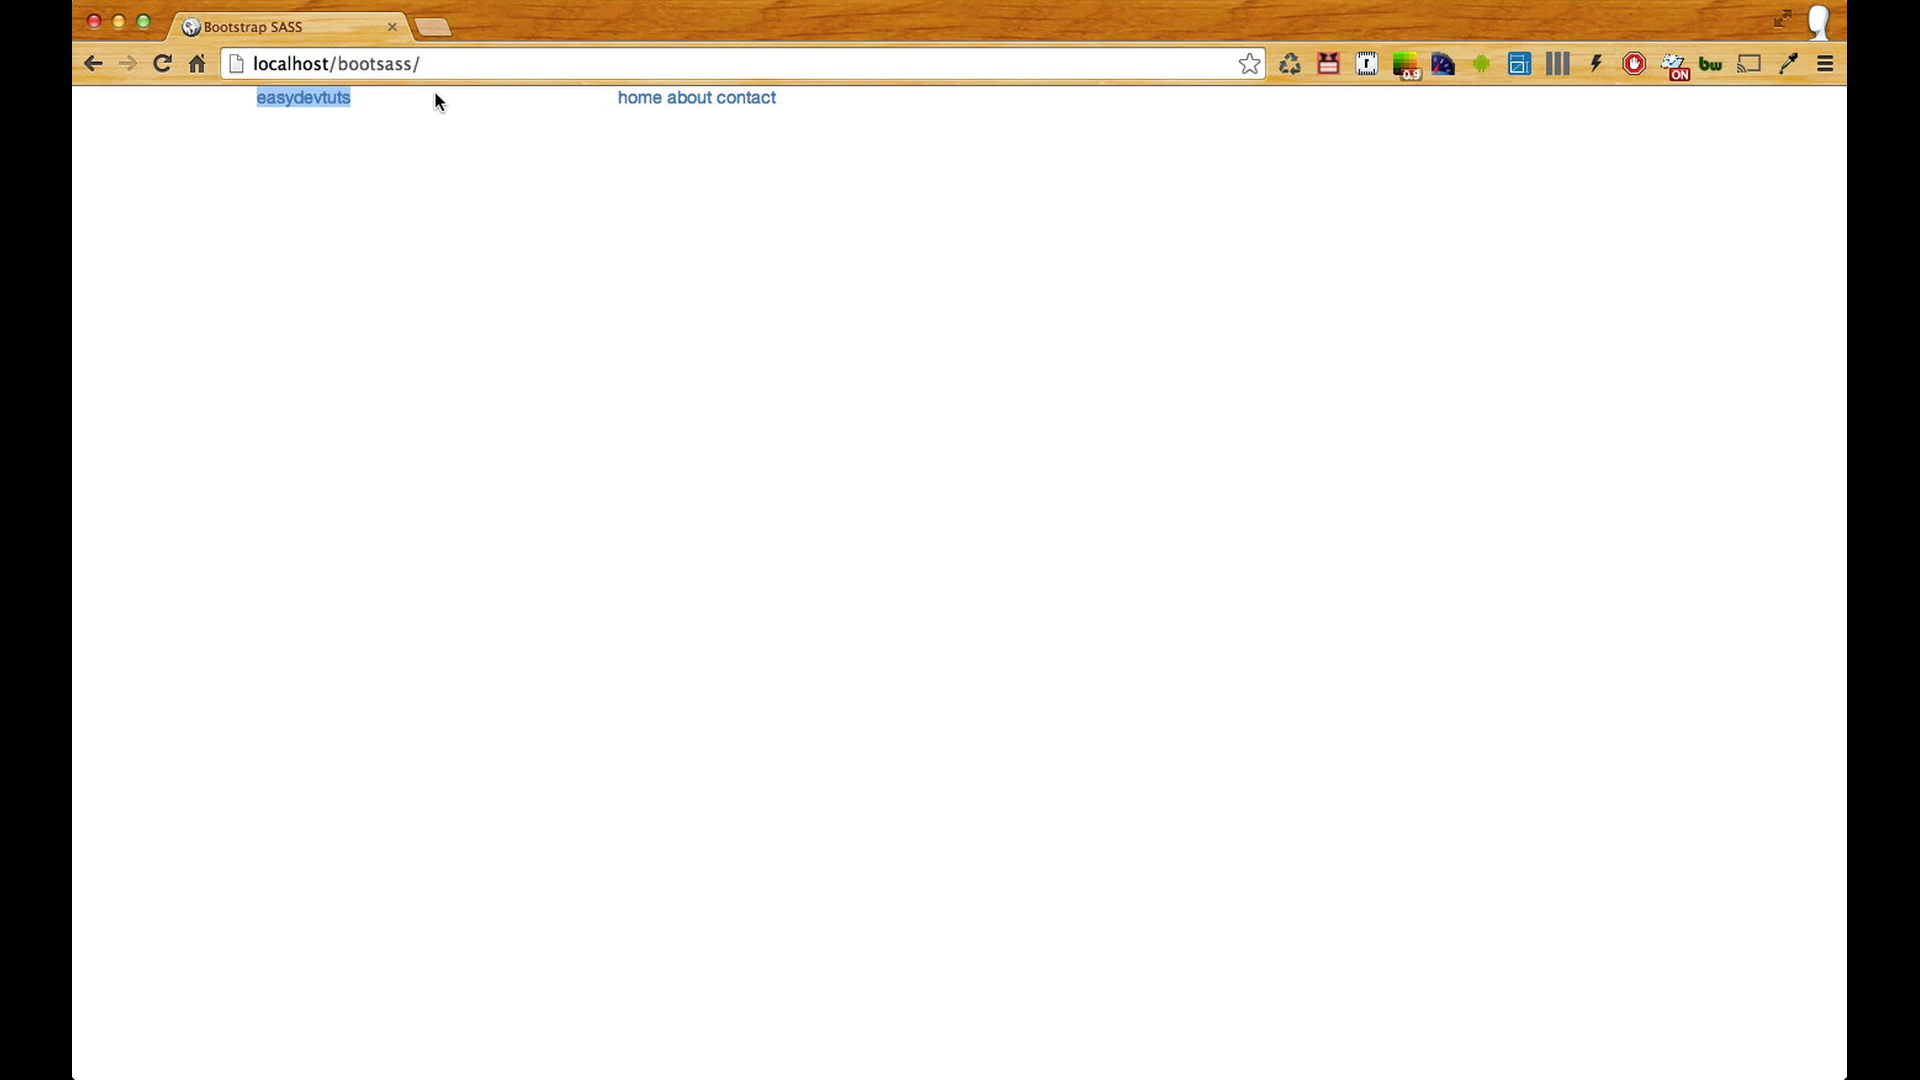 Bootstrap SASS
localhost/bootsass/
0.9
ON
bw
easydevtuts
home about contact